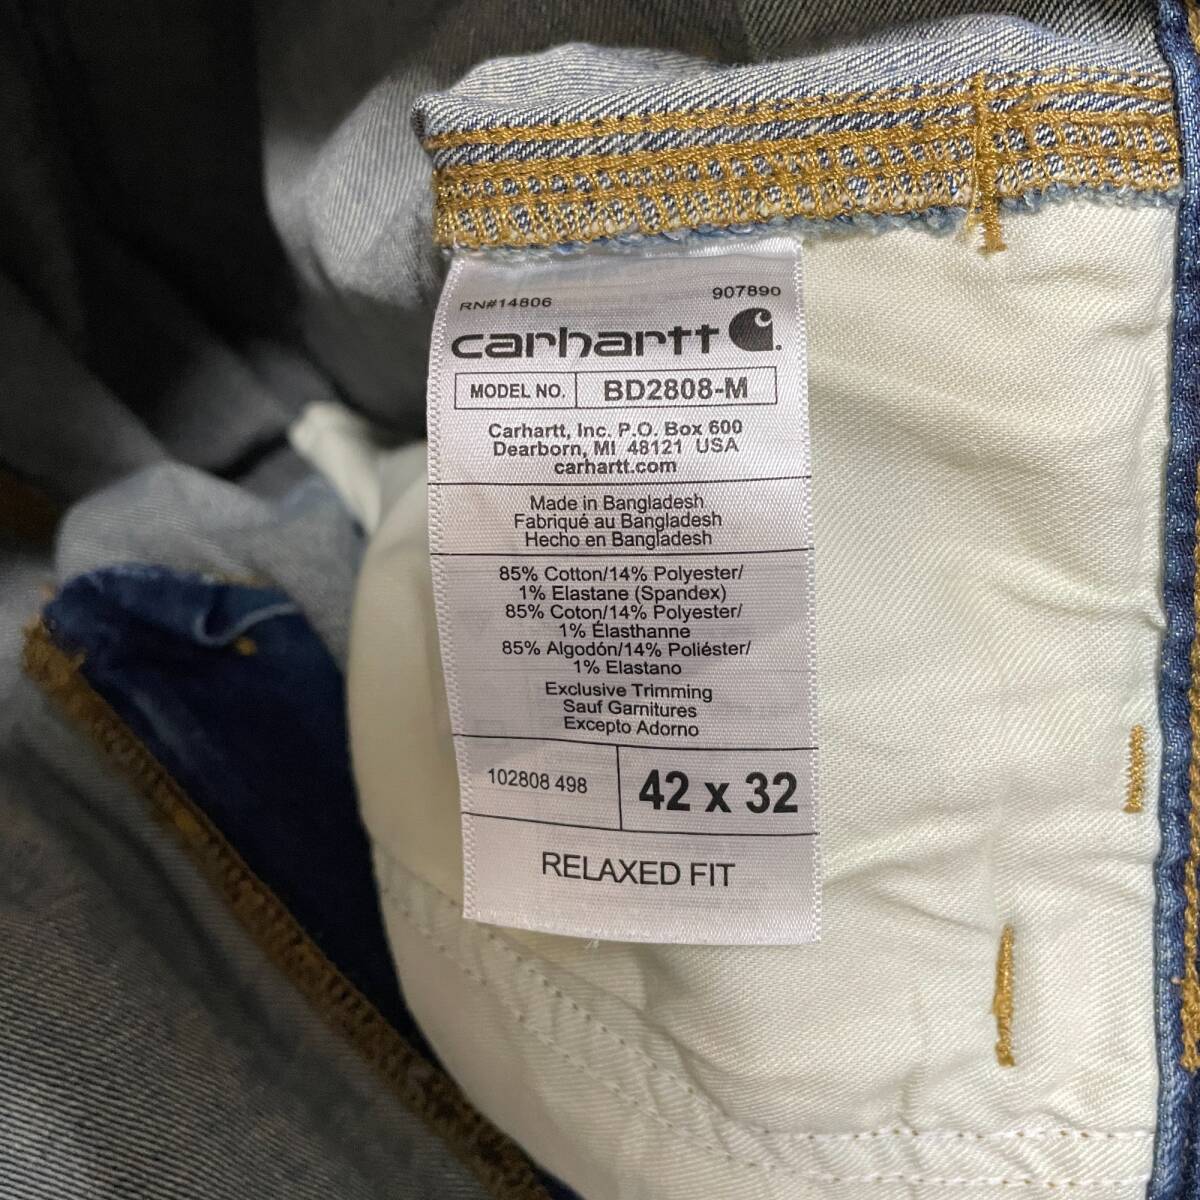 RN#14806 907890
carhartt
MODEL NO. BD2808-M
Carhartt, Inc. P.O. Box 600
Dearborn, MI 48121 USA
carhartt.com
Made in Bangladesh
Fabriqué au Bangladesh
Hecho en Bangladesh
85% Cotton/14% Polyester/
1% Elastane (Spandex)
85% Coton/14% Polyester/
1% Élasthanne
85% Algodón/14% Poliéster/
1% Elastano
Exclusive Trimming
Sauf Garnitures
Excepto Adorno
102808 498 42 x 32
RELAXED FIT